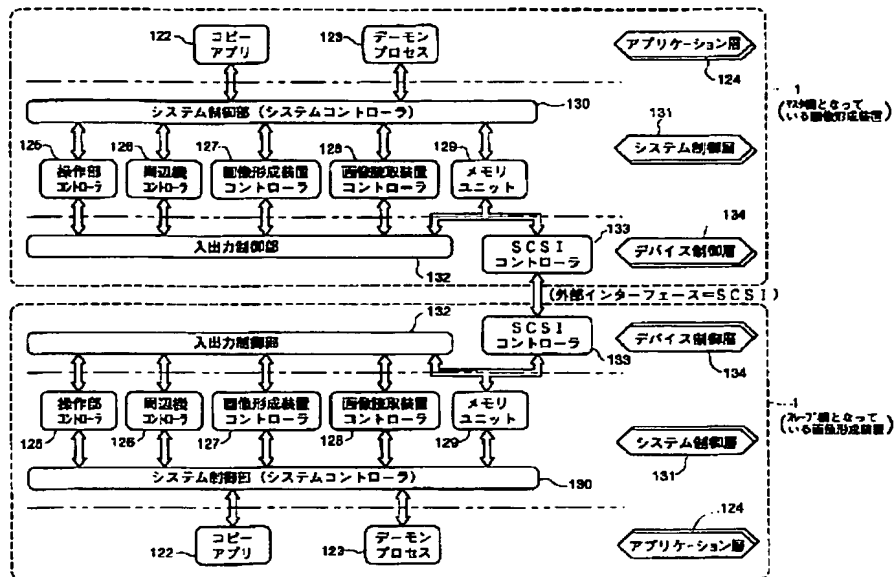 122
コピー
アプリ
123
デーモン
プロセス
アプリケーション層
124
システム制御部(システムコントローラ)
130
1
(マスタ機となって
いる画像形成装置)
125
操作部
コントローラ
126
周辺機
コントローラ
127
画像形成装置
コントローラ
128
画像読取装置
コントローラ
129
メモリ
ユニット
131
システム制御層
入出力制御部
132
133
SCSI
コントローラ
134
デバイス制御層
(外部インターフェース=SCSI)
132
入出力制御部
SCSI
コントローラ
133
デバイス制御層
134
操作部
コントローラ
125
周辺機
コントローラ
126
画像形成装置
コントローラ
127
画像読取装置
コントローラ
128
メモリ
ユニット
129
1
(スレーブ機となって
いる画像形成装置)
システム制御層
131
システム制御部(システムコントローラ)
130
122
コピー
アプリ
123
デーモン
プロセス
124
アプリケーション層